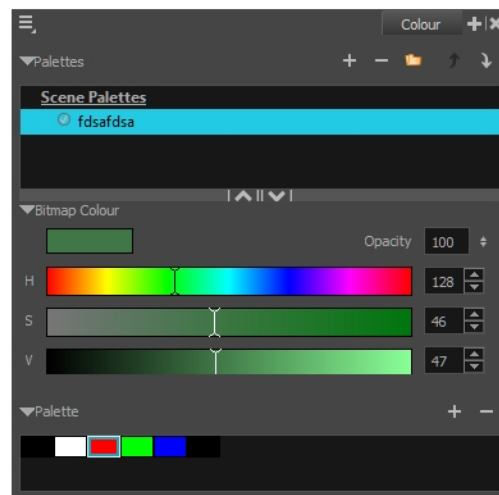 Colour
Palettes
Scene Palettes
fdsafdsa
Bitmap Colour
Opacity 100
H 128
S 46
V 47
Palette